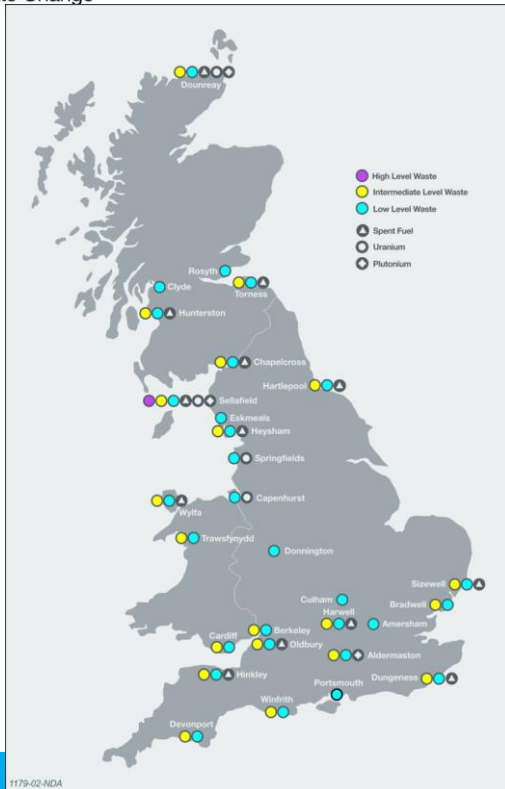 Dounreay
High Level Waste
Intermediate Level Waste
Low Level Waste
Spent Fuel
Uranium
Plutonium
Rosyth
Clyde
Torness
Hunterston
Chapelcross
Hartlepool
Sellafield
Eskmeals
Heysham
Springfields
Capenhurst
Wylfa
Trawsfynydd
Donnington
Sizewell
Culham
Bradwell
Harwell
Amersham
Berkeley
Cardiff
Oldbury
Aldermaston
Hinkley
Dungeness
Portsmouth
Winfrith
Devonport
1179-02-NDA